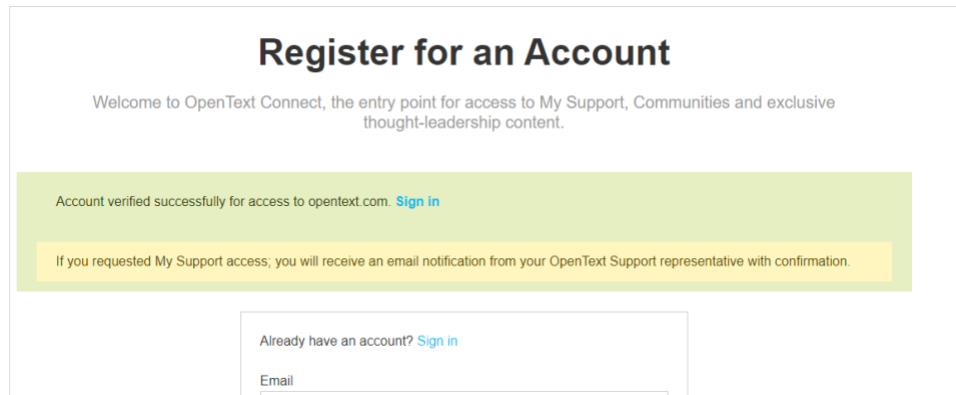 Register for an Account
Welcome to OpenText Connect, the entry point for access to My Support, Communities and exclusive
thought-leadership content.
Account verified successfully for access to opentext.com. Sign in
If you requested My Support access; you will receive an email notification from your OpenText Support representative with confirmation.
Already have an account? Sign in
Email